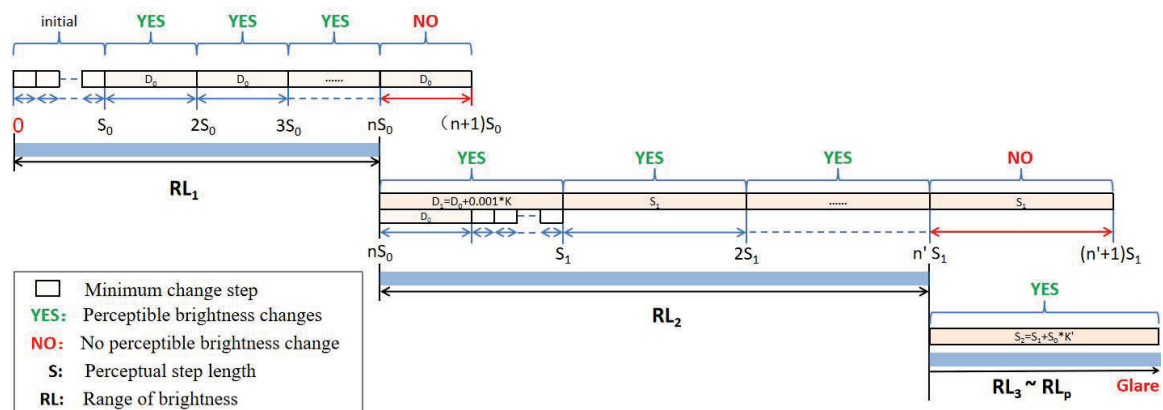 initial YES YES YES NO
D₀ D₀ ...... D₀
0 S₀ 2S₀ 3S₀ nS₀ （n+1)S₀
RL₁
YES YES YES NO
D₁=D₀+0.001*K S₁ ...... S₁
D₀
nS₀ S₁ 2S₁ n' S₁ (n'+1)S₁
RL₂
YES
S₂=S₁+S₀*K'
RL₃ ~ RLₚ Glare
Minimum change step
YES: Perceptible brightness changes
NO: No perceptible brightness change
S: Perceptual step length
RL: Range of brightness